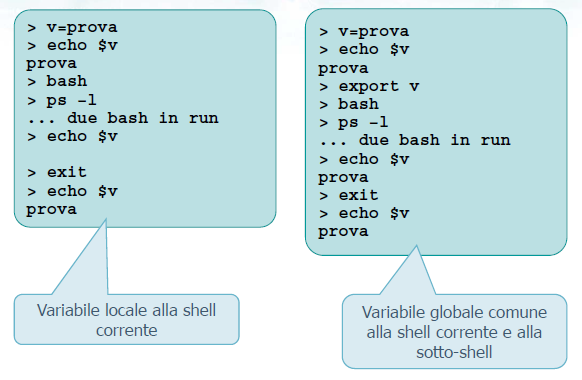 > v=prova
> echo $v
prova
> bash
> ps -l
... due bash in run
> echo $v
> exit
> echo $v
prova
Variabile locale alla shell
corrente
> v=prova
> echo $v
prova
> export v
> bash
> ps -l
... due bash in run
> echo $v
prova
> exit
> echo $v
prova
Variabile globale comune
alla shell corrente e alla
sotto-shell